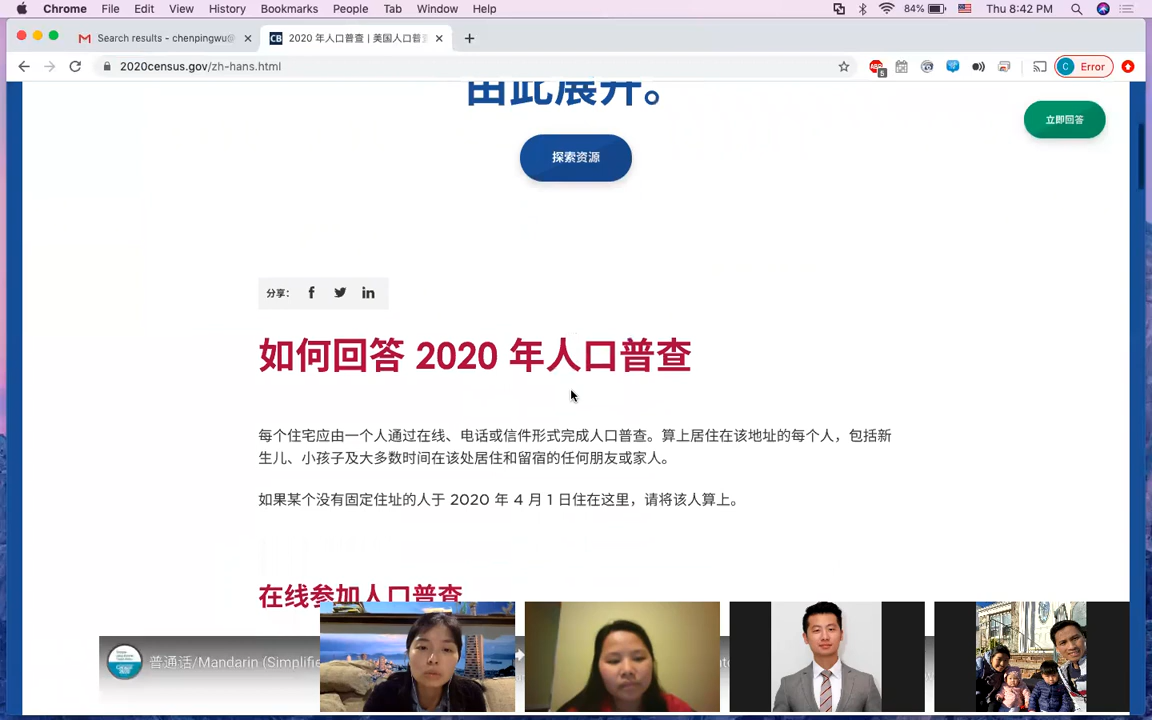 Chrome File Edit View History Bookmarks People Tab Window Help 84% Thu 8:42 PM
Search results - chenpingwu@ CB 2020 年人口普查 | 美国人口普
2020census.gov/zh-hans.html ABP 5 C Error
由此展开。
立即回答
探索资源
分享： f in
如何回答 2020 年人口普查
每个住宅应由一个人通过在线、电话或信件形式完成人口普查。算上居住在该地址的每个人，包括新
生儿、小孩子及大多数时间在该处居住和留宿的任何朋友或家人。
如果某个没有固定住址的人于 2020 年 4 月 1 日住在这里，请将该人算上。
在线参加人口普查
普通话/Mandarin (Simplifie